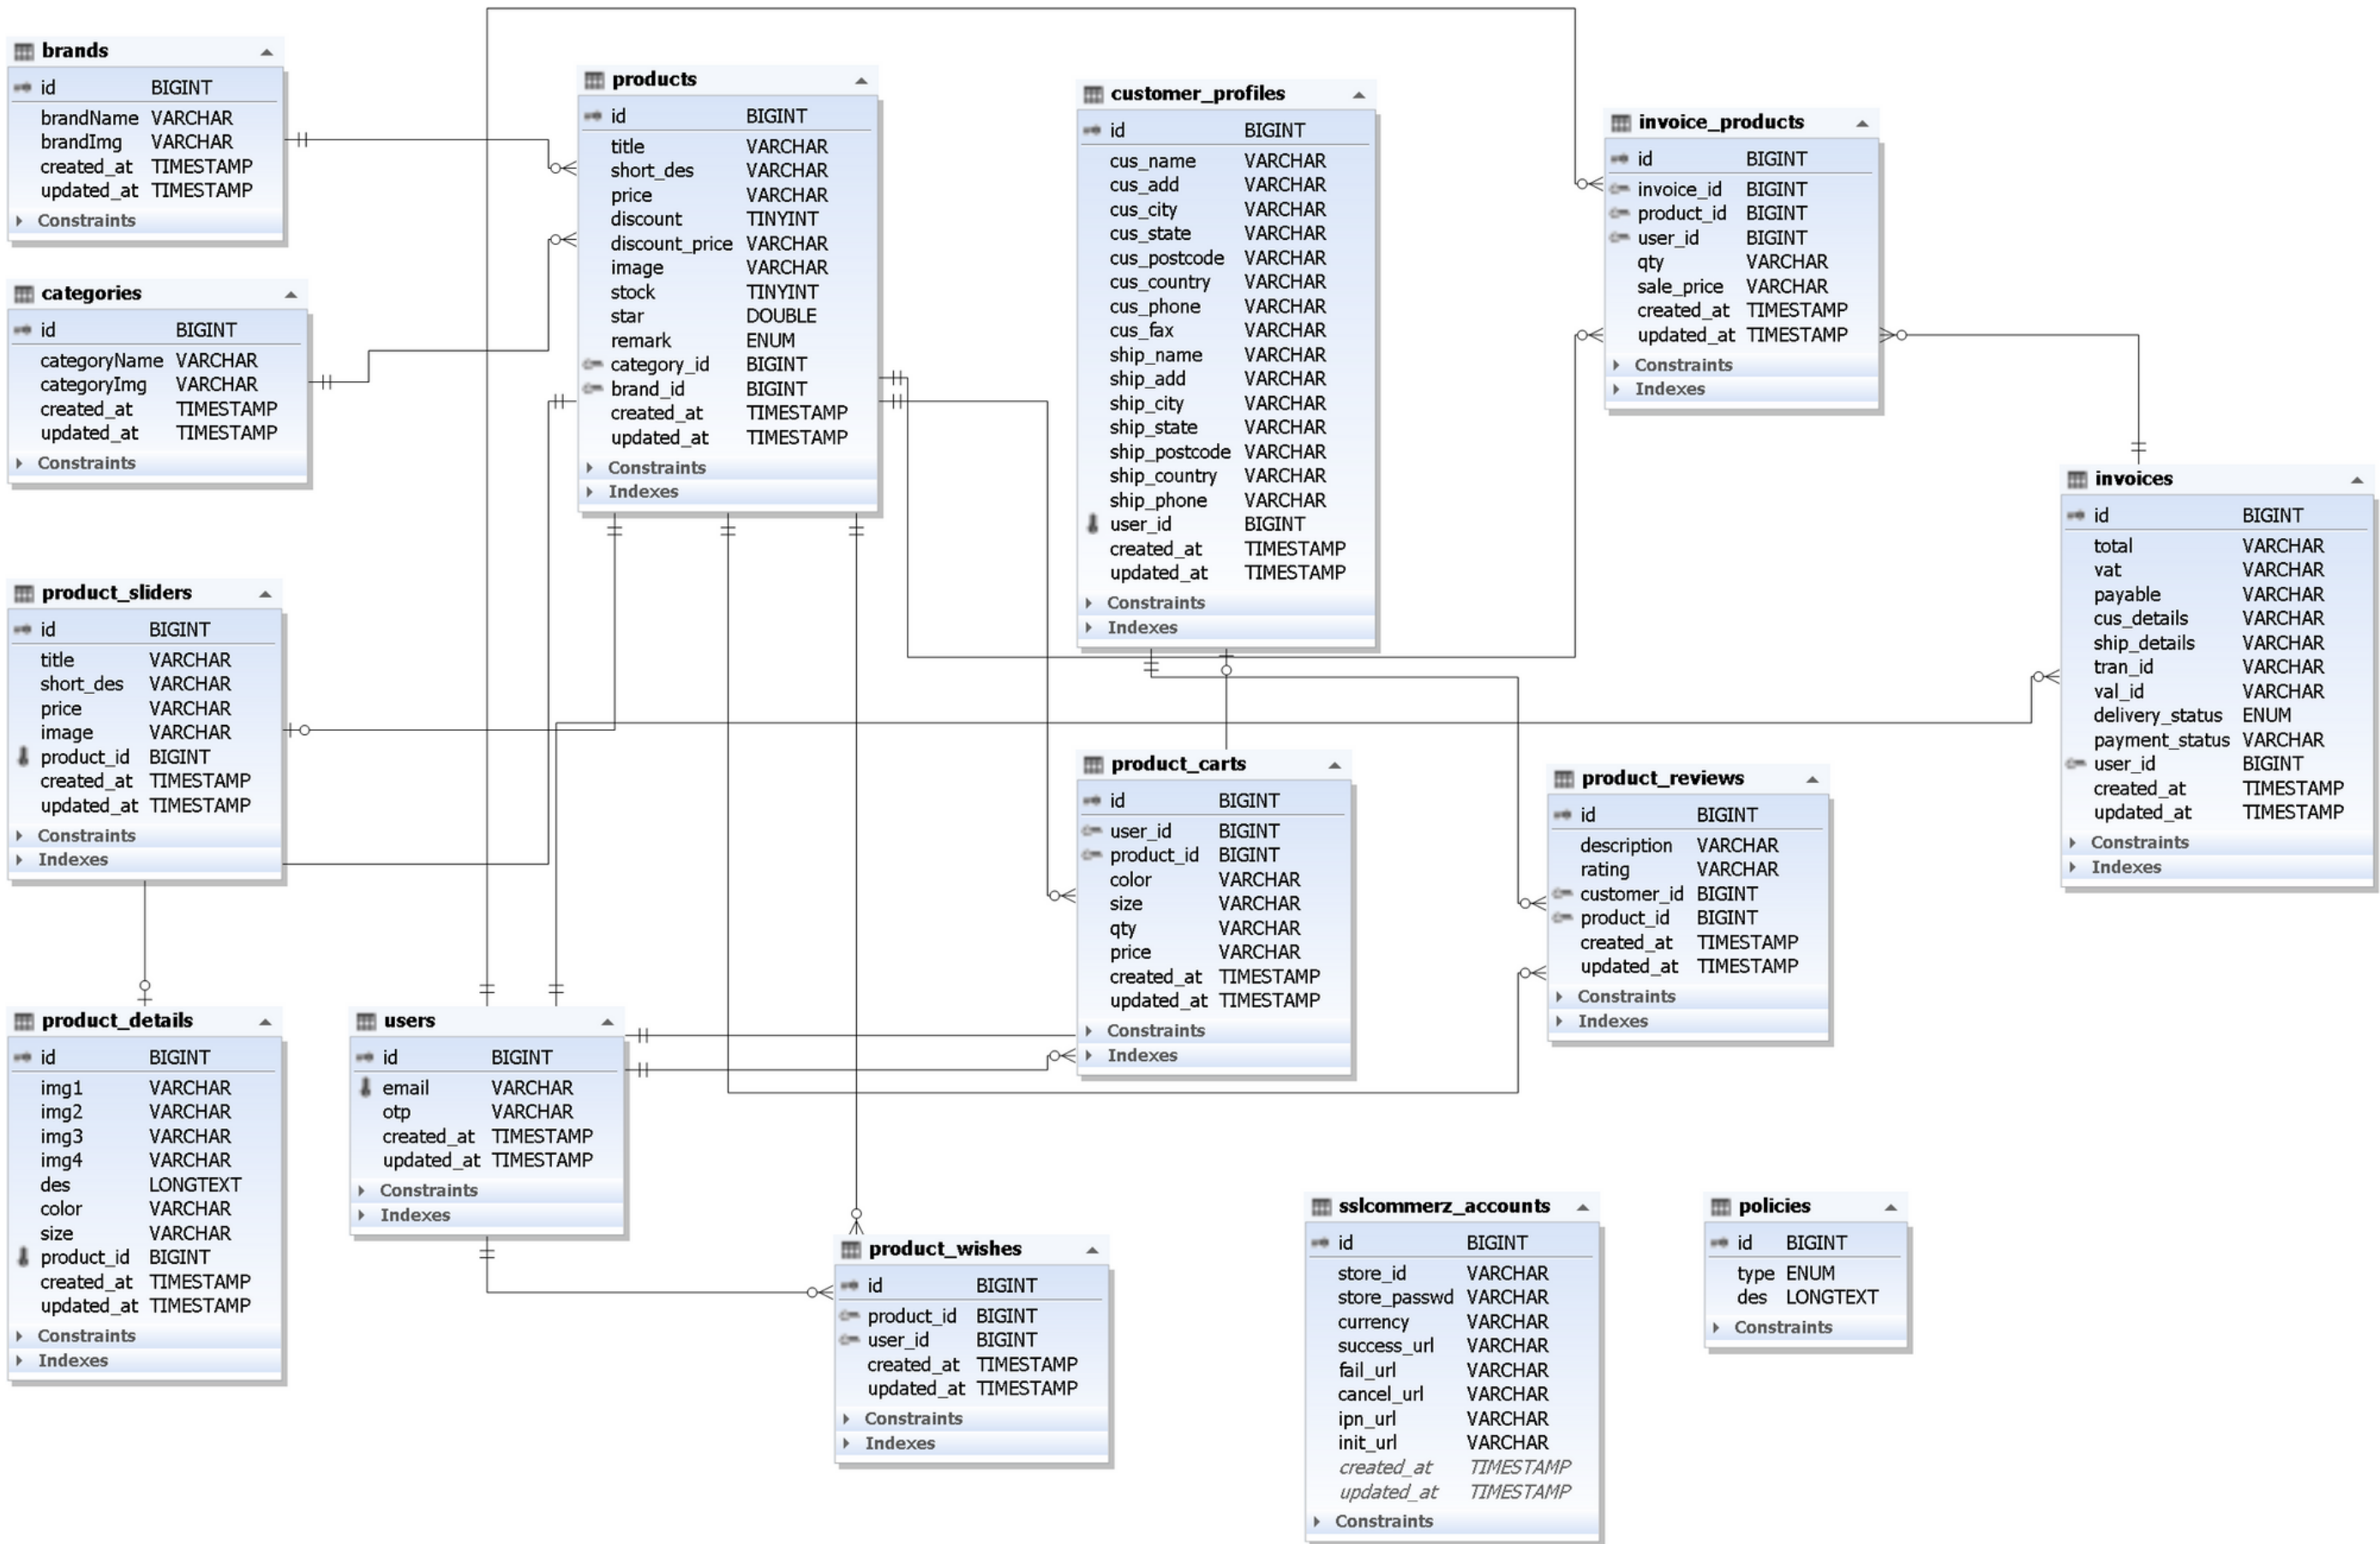 brands
id BIGINT
brandName VARCHAR
brandImg VARCHAR
created_at TIMESTAMP
updated_at TIMESTAMP
Constraints
categories
id BIGINT
categoryName VARCHAR
categoryImg VARCHAR
created_at TIMESTAMP
updated_at TIMESTAMP
Constraints
product_sliders
id BIGINT
title VARCHAR
short_des VARCHAR
price VARCHAR
image VARCHAR
product_id BIGINT
created_at TIMESTAMP
updated_at TIMESTAMP
Constraints
Indexes
product_details
id BIGINT
img1 VARCHAR
img2 VARCHAR
img3 VARCHAR
img4 VARCHAR
des LONGTEXT
color VARCHAR
size VARCHAR
product_id BIGINT
created_at TIMESTAMP
updated_at TIMESTAMP
Constraints
Indexes
products
id BIGINT
title VARCHAR
short_des VARCHAR
price VARCHAR
discount TINYINT
discount_price VARCHAR
image VARCHAR
stock TINYINT
star DOUBLE
remark ENUM
category_id BIGINT
brand_id BIGINT
created_at TIMESTAMP
updated_at TIMESTAMP
Constraints
Indexes
users
id BIGINT
email VARCHAR
otp VARCHAR
created_at TIMESTAMP
updated_at TIMESTAMP
Constraints
Indexes
product_wishes
id BIGINT
product_id BIGINT
user_id BIGINT
created_at TIMESTAMP
updated_at TIMESTAMP
Constraints
Indexes
customer_profiles
id BIGINT
cus_name VARCHAR
cus_add VARCHAR
cus_city VARCHAR
cus_state VARCHAR
cus_postcode VARCHAR
cus_country VARCHAR
cus_phone VARCHAR
cus_fax VARCHAR
ship_name VARCHAR
ship_add VARCHAR
ship_city VARCHAR
ship_state VARCHAR
ship_postcode VARCHAR
ship_country VARCHAR
ship_phone VARCHAR
user_id BIGINT
created_at TIMESTAMP
updated_at TIMESTAMP
Constraints
Indexes
product_carts
id BIGINT
user_id BIGINT
product_id BIGINT
color VARCHAR
size VARCHAR
qty VARCHAR
price VARCHAR
created_at TIMESTAMP
updated_at TIMESTAMP
Constraints
Indexes
invoice_products
id BIGINT
invoice_id BIGINT
product_id BIGINT
user_id BIGINT
qty VARCHAR
sale_price VARCHAR
created_at TIMESTAMP
updated_at TIMESTAMP
Constraints
Indexes
product_reviews
id BIGINT
description VARCHAR
rating VARCHAR
customer_id BIGINT
product_id BIGINT
created_at TIMESTAMP
updated_at TIMESTAMP
Constraints
Indexes
invoices
id BIGINT
total VARCHAR
vat VARCHAR
payable VARCHAR
cus_details VARCHAR
ship_details VARCHAR
tran_id VARCHAR
val_id VARCHAR
delivery_status ENUM
payment_status VARCHAR
user_id BIGINT
created_at TIMESTAMP
updated_at TIMESTAMP
Constraints
Indexes
sslcommerz_accounts
id BIGINT
store_id VARCHAR
store_passwd VARCHAR
currency VARCHAR
success_url VARCHAR
fail_url VARCHAR
cancel_url VARCHAR
ipn_url VARCHAR
init_url VARCHAR
created_at TIMESTAMP
updated_at TIMESTAMP
Constraints
policies
id BIGINT
type ENUM
des LONGTEXT
Constraints